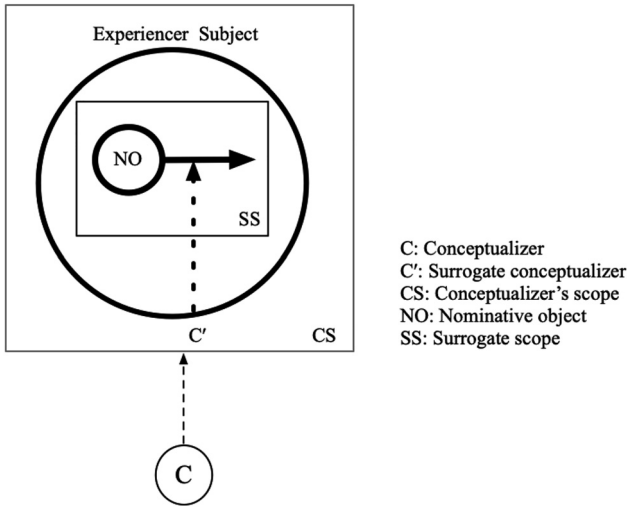 Experiencer Subject
NO
SS
C′
CS
C
C: Conceptualizer
C′: Surrogate conceptualizer
CS: Conceptualizer’s scope
NO: Nominative object
SS: Surrogate scope